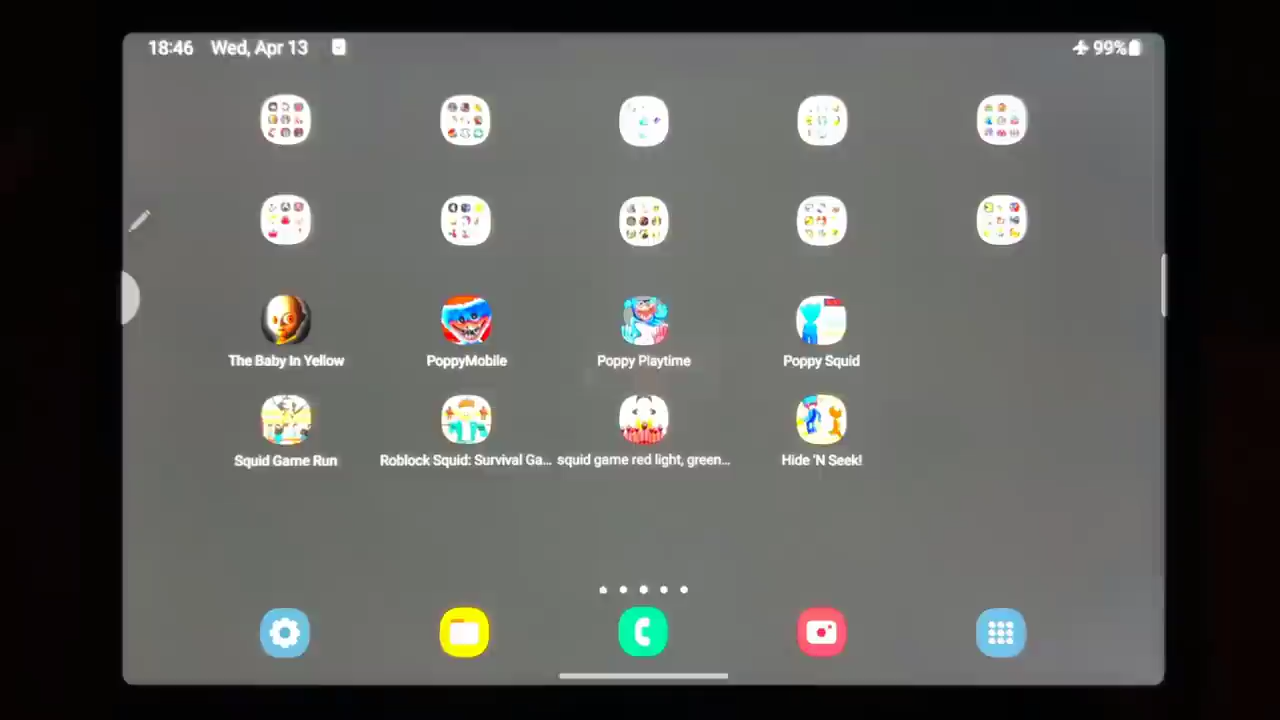 18:46 Wed, Apr 13 99%
The Baby In Yellow PoppyMobile Poppy Playtime Poppy Squid
Squid Game Run Roblock Squid: Survival Ga... squid game red light, green... Hide 'N Seek!